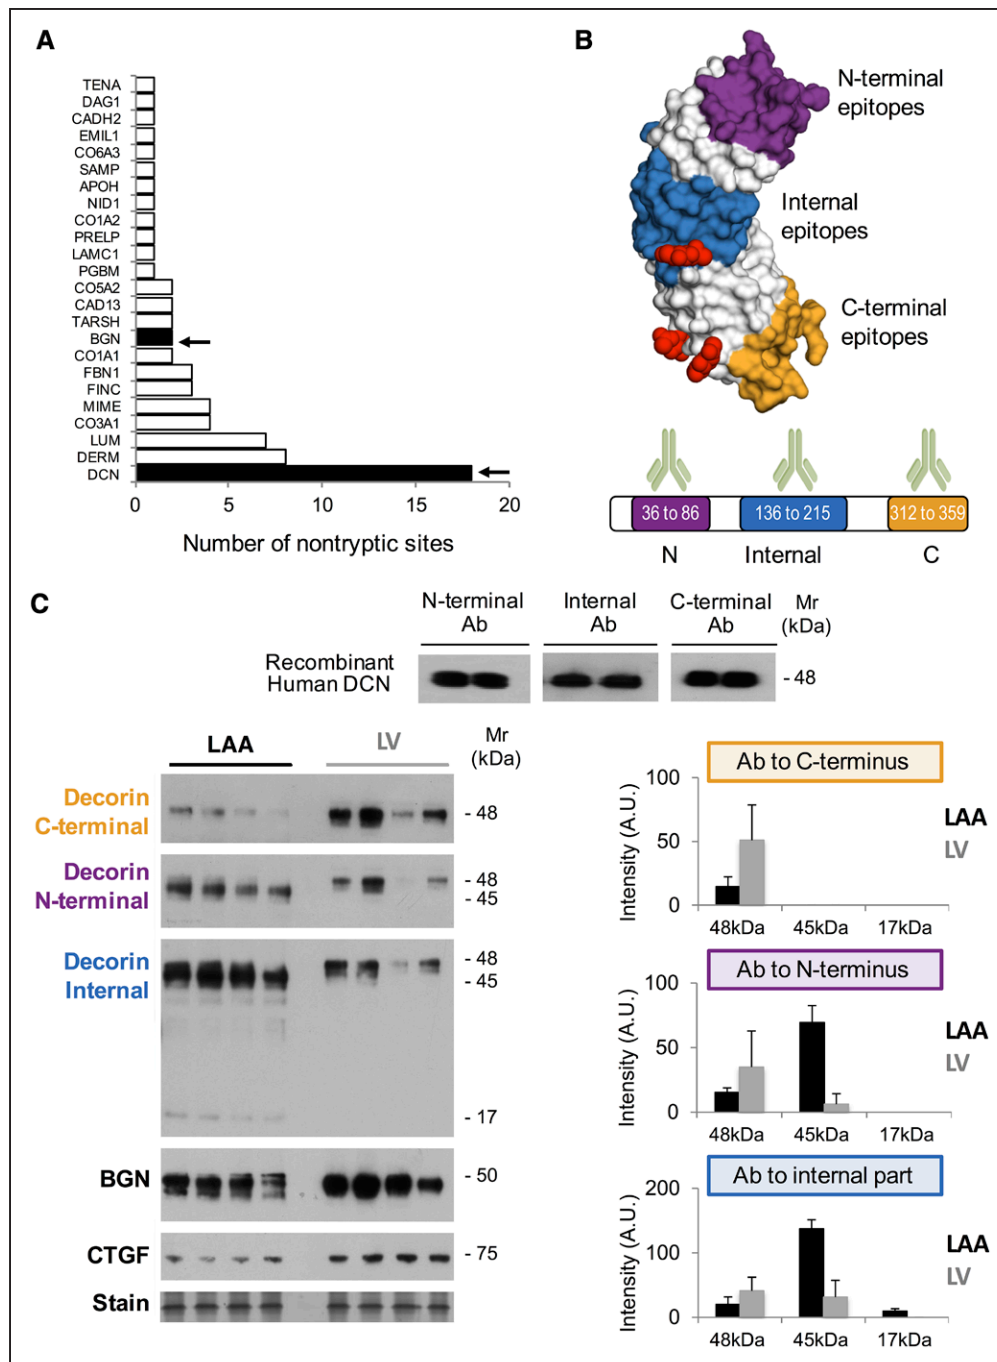 A
TENA
DAG1
CADH2
EMIL1
CO6A3
SAMP
APOH
NID1
CO1A2
PRELP
LAMC1
PGBM
CO5A2
CAD13
TARSH
BGN
CO1A1
FBN1
FINC
MIME
CO3A1
LUM
DERM
DCN
0 5 10 15 20
Number of nontryptic sites
B
N-terminal
epitopes
Internal
epitopes
C-terminal
epitopes
36 to 86 136 to 215 312 to 359
N Internal C
C
N-terminal
Ab
Internal
Ab
C-terminal
Ab
Mr
(kDa)
Recombinant
Human DCN
- 48
LAA LV Mr
(kDa)
Decorin
C-terminal
- 48
Decorin
N-terminal
- 48
- 45
Decorin
Internal
- 48
- 45
- 17
BGN - 50
CTGF - 75
Stain
Ab to C-terminus
Intensity (A.U.)
100
50
0
48kDa 45kDa 17kDa
LAA
LV
Ab to N-terminus
Intensity (A.U.)
100
50
0
48kDa 45kDa 17kDa
LAA
LV
Ab to internal part
Intensity (A.U.)
200
100
0
48kDa 45kDa 17kDa
LAA
LV